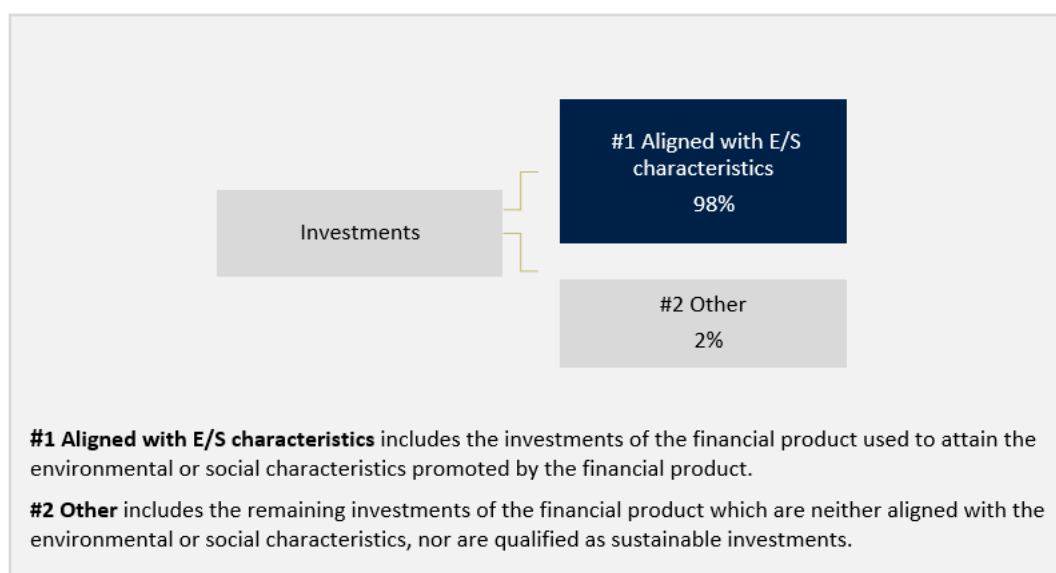 #1 Aligned with E/S
characteristics
98%
Investments
#2 Other
2%
#1 Aligned with E/S characteristics includes the investments of the financial product used to attain the
environmental or social characteristics promoted by the financial product.
#2 Other includes the remaining investments of the financial product which are neither aligned with the
environmental or social characteristics, nor are qualified as sustainable investments.